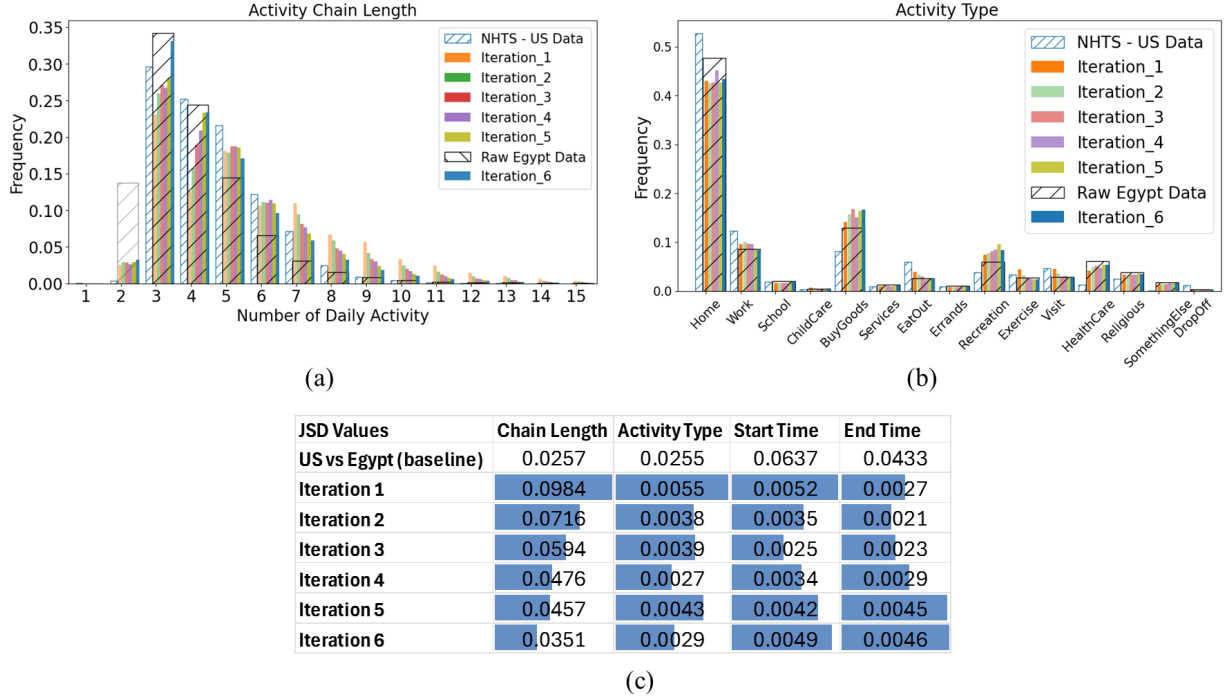 Activity Chain Length
0.35
0.30
0.25
0.20
0.15
0.10
0.05
0.00
Frequency
1 2 3 4 5 6 7 8 9 10 11 12 13 14 15
Number of Daily Activity
NHTS - US Data
Iteration_1
Iteration_2
Iteration_3
Iteration_4
Iteration_5
Raw Egypt Data
Iteration_6
(a)
Activity Type
0.5
0.4
0.3
0.2
0.1
0.0
Frequency
Home
Work
School
ChildCare
BuyGoods
Services
EatOut
Errands
Recreation
Exercise
Visit
HealthCare
Religious
SomethingElse
DropOff
NHTS - US Data
Iteration_1
Iteration_2
Iteration_3
Iteration_4
Iteration_5
Raw Egypt Data
Iteration_6
(b)
JSD Values Chain Length Activity Type Start Time End Time
US vs Egypt (baseline) 0.0257 0.0255 0.0637 0.0433
Iteration 1 0.0984 0.0055 0.0052 0.0027
Iteration 2 0.0716 0.0038 0.0035 0.0021
Iteration 3 0.0594 0.0039 0.0025 0.0023
Iteration 4 0.0476 0.0027 0.0034 0.0029
Iteration 5 0.0457 0.0043 0.0042 0.0045
Iteration 6 0.0351 0.0029 0.0049 0.0046
(c)